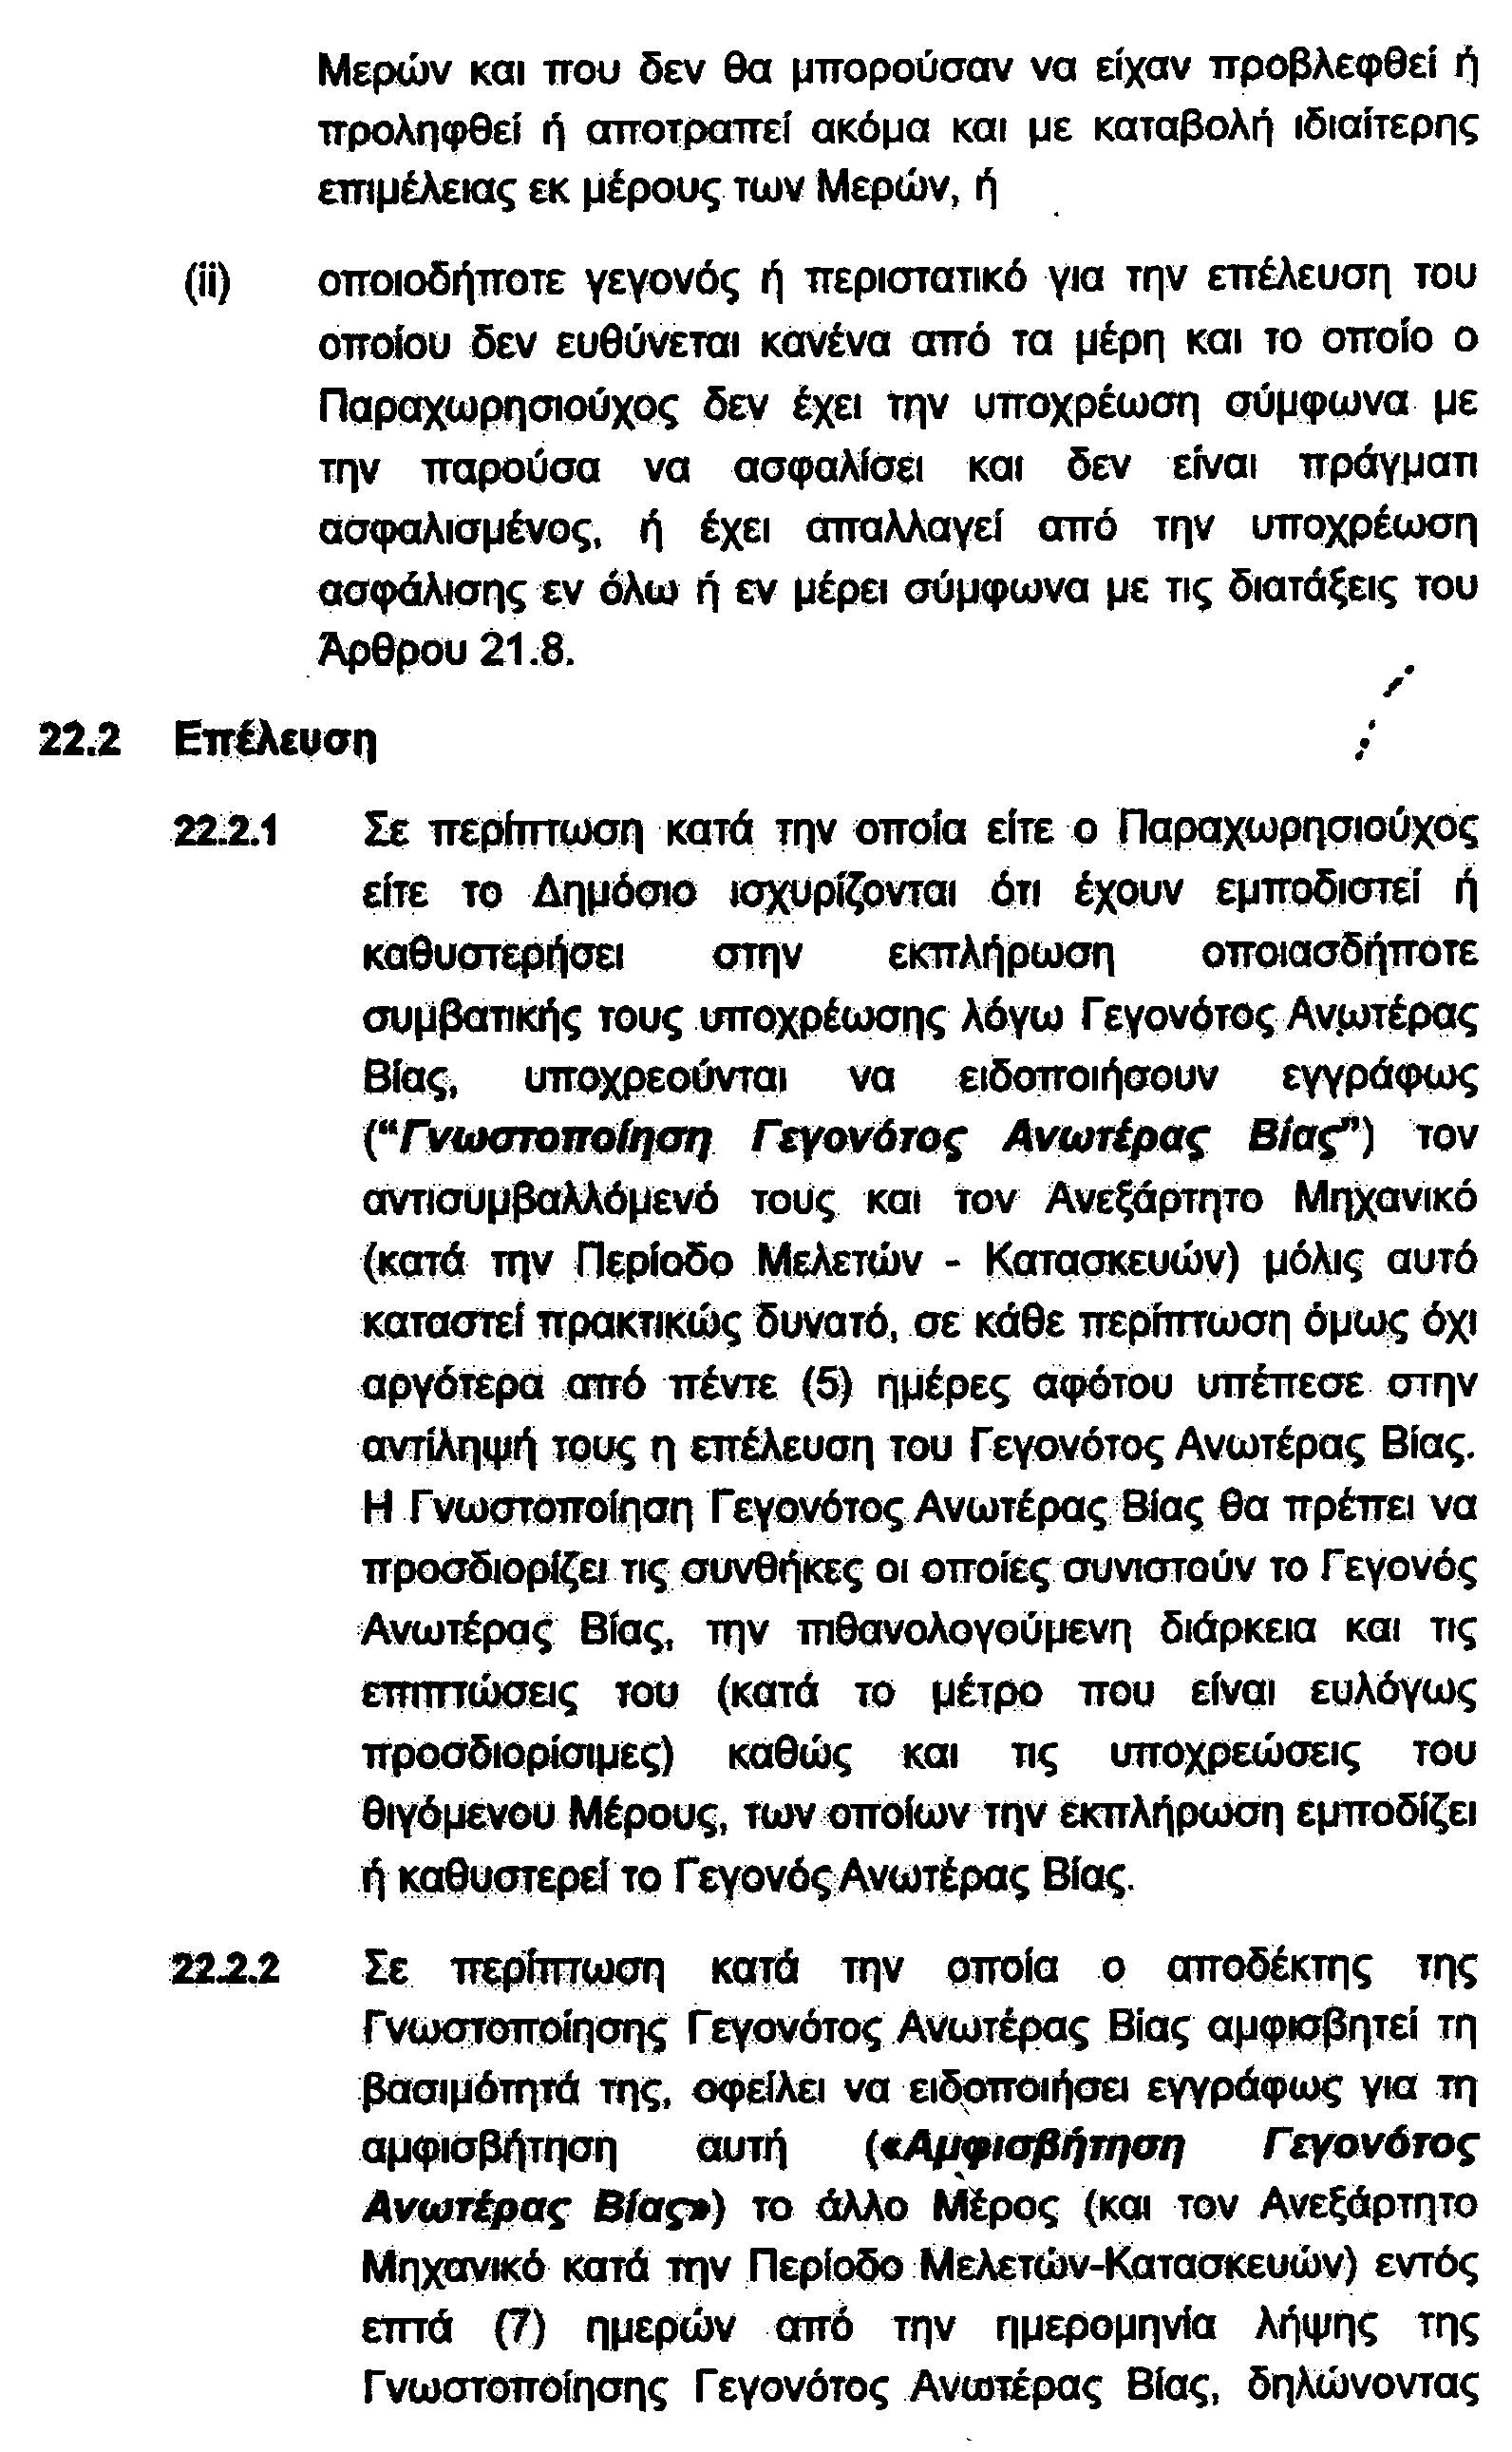 Μερών και που δεν θα μπορούσαν να είχαν προβλεφθεί ή
προληφθεί ή αποτραπεί ακόμα και με καταβολή ιδιαίτερης
επιμέλειας εκ μέρους των Μερών, ή
(ii) οποιοδήποτε γεγονός ή περιστατικό για την επέλευση του
οποίου δεν ευθύνεται κανένα από τα μέρη και το οποίο ο
Παραχωρησιούχος δεν έχει την υποχρέωση σύμφωνα με
την παρούσα να ασφαλίσει και δεν είναι πράγματι
ασφαλισμένος, ή έχει απαλλαγεί από την υποχρέωση
ασφάλισης εν όλω ή εν μέρει σύμφωνα με τις διατάξεις του
Άρθρου 21.8.
22.2 Επέλευση
22.2.1 Σε περίπτωση κατά την οποία είτε ο Παραχωρησιούχος
είτε το Δημόσιο ισχυρίζονται ότι έχουν εμποδιστεί ή
καθυστερήσει στην εκπλήρωση οποιασδήποτε
συμβατικής τους υποχρέωσης λόγω Γεγονότος Ανωτέρας
Βίας, υποχρεούνται να ειδοποιήσουν εγγράφως
(“Γνωστοποίηση Γεγονότος Ανωτέρας Βίας”) τον
αντισυμβαλλόμενό τους και τον Ανεξάρτητο Μηχανικό
(κατά την Περίοδο Μελετών - Κατασκευών) μόλις αυτό
καταστεί πρακτικώς δυνατό, σε κάθε περίπτωση όμως όχι
αργότερα από πέντε (5) ημέρες αφότου υπέπεσε στην
αντίληψή τους η επέλευση του Γεγονότος Ανωτέρας Βίας.
Η Γνωστοποίηση Γεγονότος Ανωτέρας Βίας θα πρέπει να
προσδιορίζει τις συνθήκες οι οποίες συνιστούν το Γεγονός
Ανωτέρας Βίας, την πιθανολογούμενη διάρκεια και τις
επιπτώσεις του (κατά το μέτρο που είναι ευλόγως
προσδιορίσιμες) καθώς και τις υποχρεώσεις του
θιγόμενου Μέρους, των οποίων την εκπλήρωση εμποδίζει
ή καθυστερεί το Γεγονός Ανωτέρας Βίας.
22.2.2 Σε περίπτωση κατά την οποία ο αποδέκτης της
Γνωστοποίησης Γεγονότος Ανωτέρας Βίας αμφισβητεί τη
βασιμότητά της, οφείλει να ειδοποιήσει εγγράφως για τη
αμφισβήτηση αυτή («Αμφισβήτηση Γεγονότος
Ανωτέρας Βίας») το άλλο Μέρος (και τον Ανεξάρτητο
Μηχανικό κατά την Περίοδο Μελετών-Κατασκευών) εντός
επτά (7) ημερών από την ημερομηνία λήψης της
Γνωστοποίησης Γεγονότος Ανωτέρας Βίας, δηλώνοντας